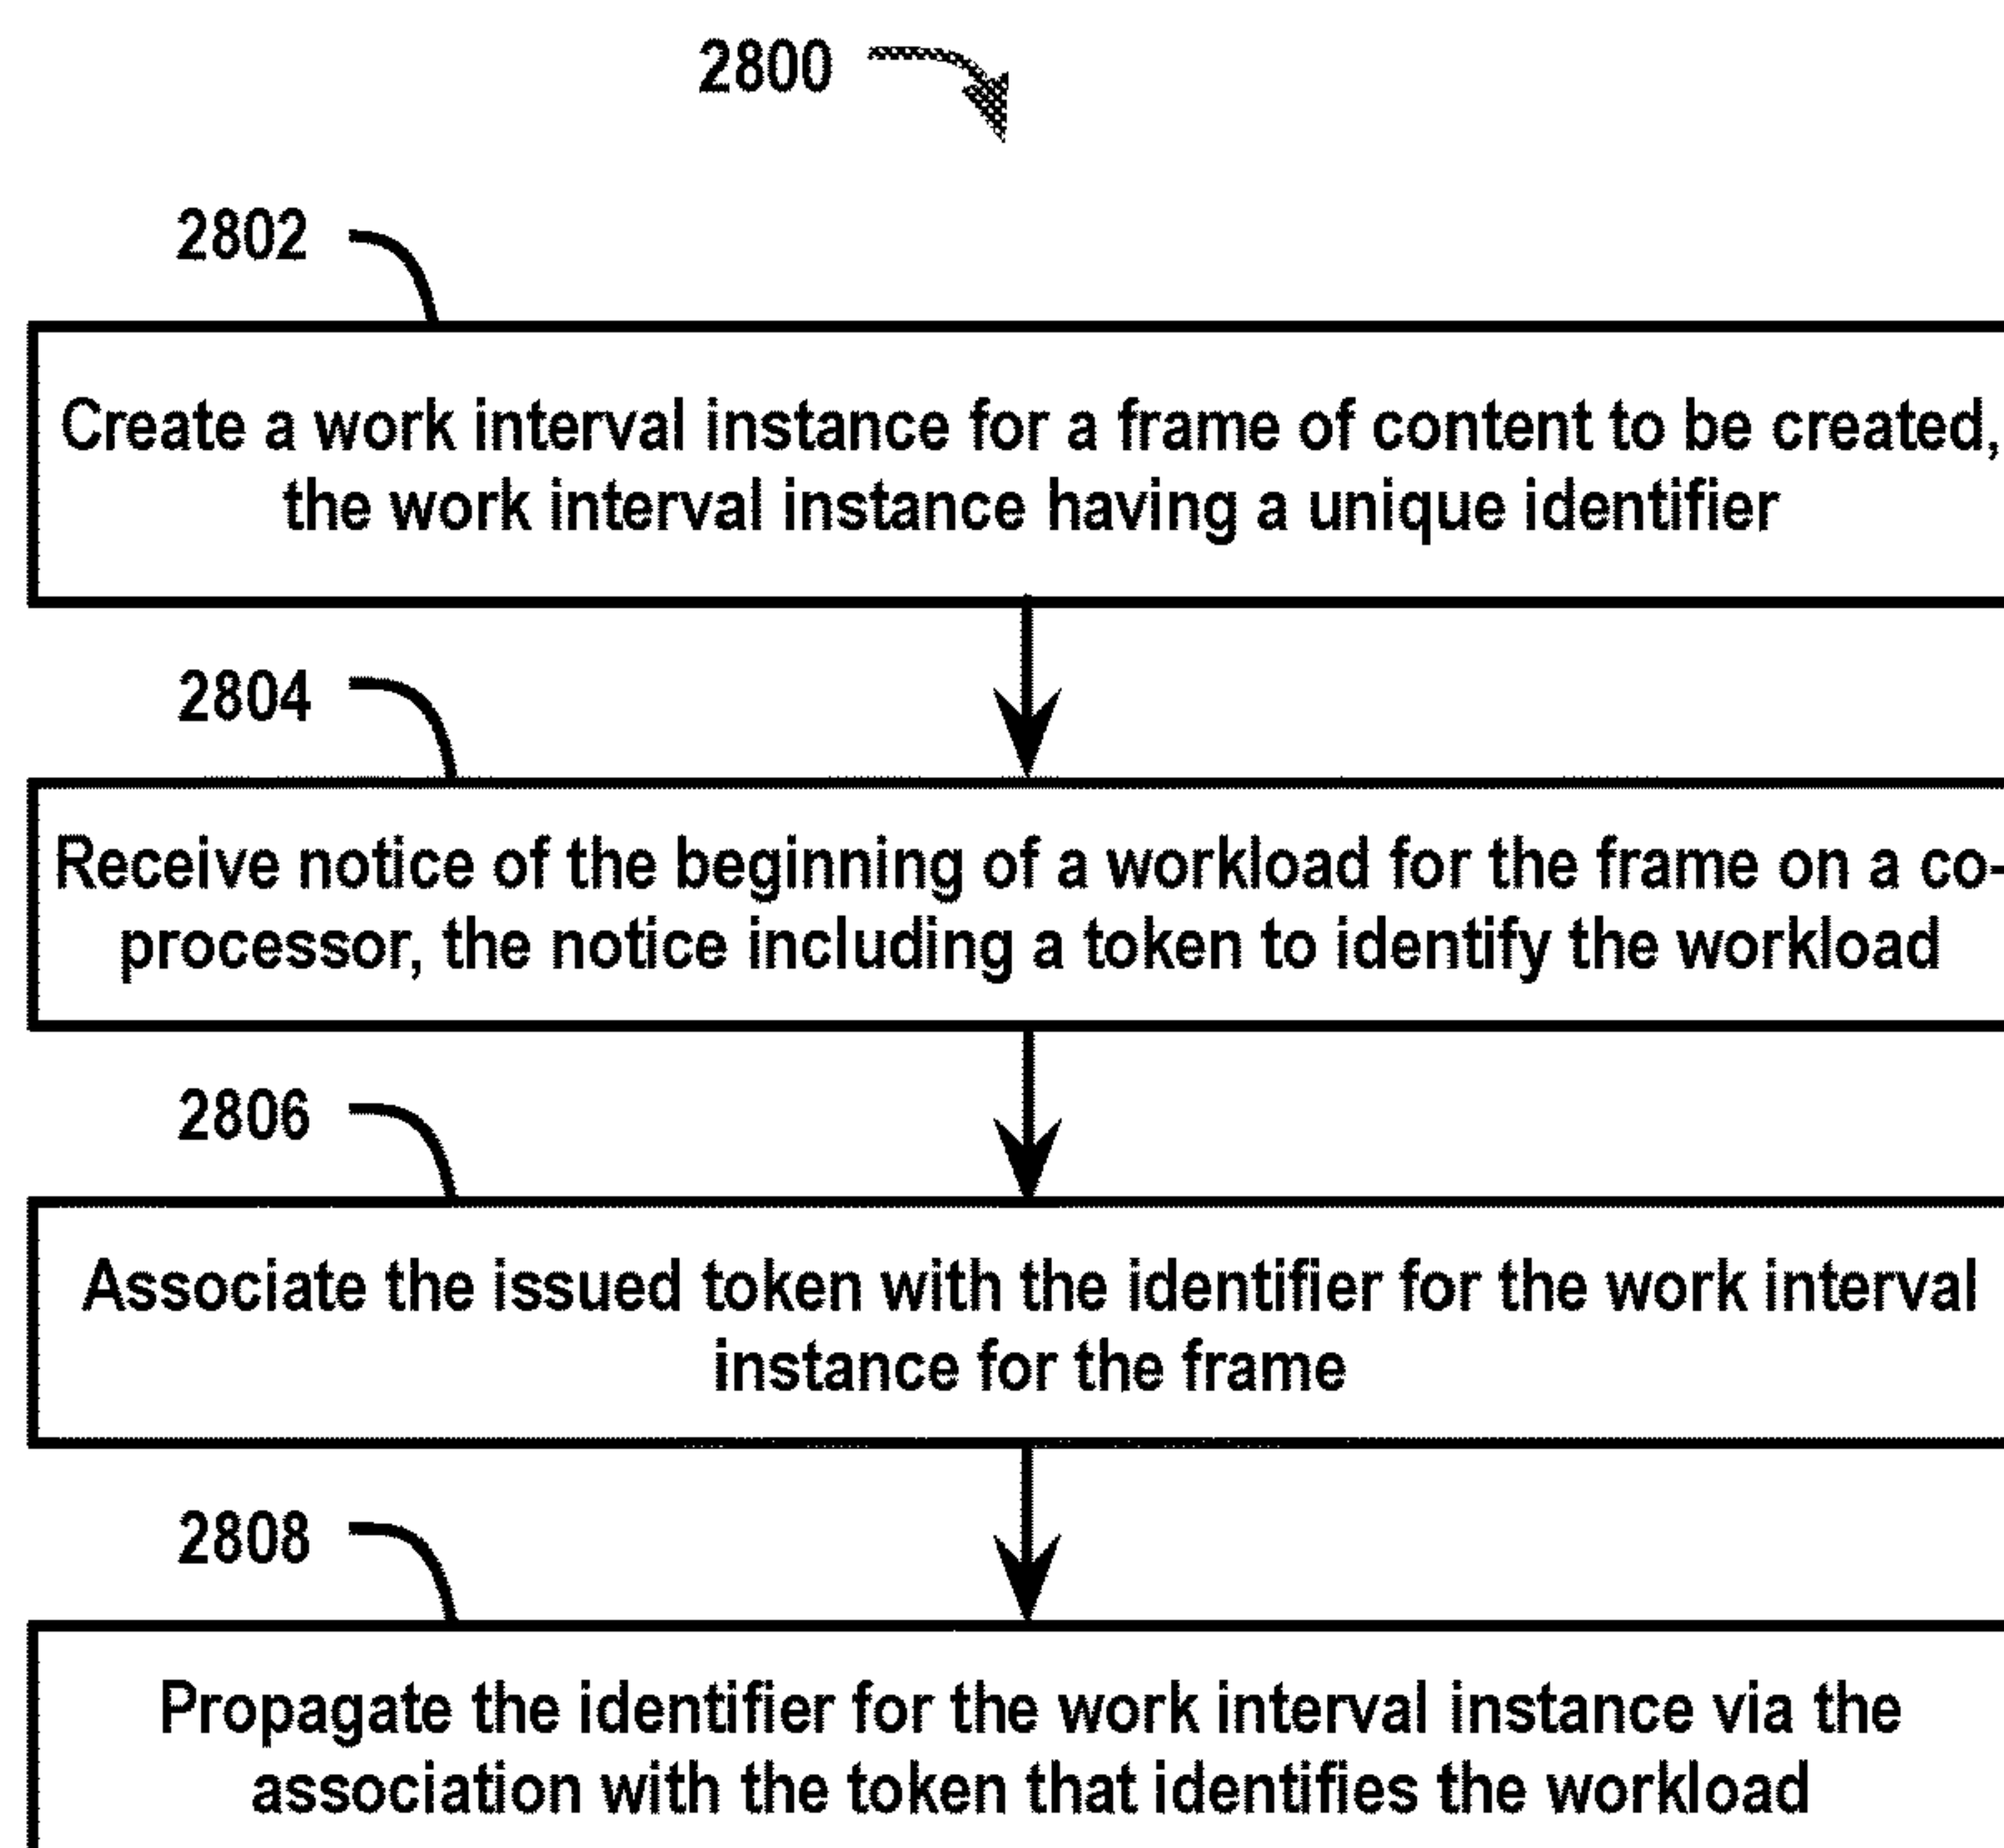 2800
2802
Create a work interval instance for a frame of content to be created,
the work interval instance having a unique identifier
2804
Receive notice of the beginning of a workload for the frame on a co-
processor, the notice including a token to identify the workload
2806
Associate the issued token with the identifier for the work interval
instance for the frame
2808
Propagate the identifier for the work interval instance via the
association with the token that identifies the workload